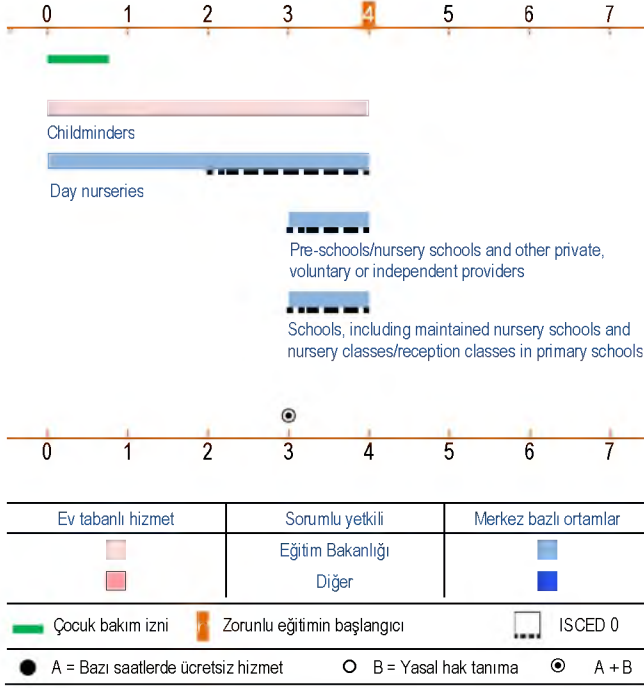 0 1 2 3 4 5 6 7
Childminders
Day nurseries
Pre-schools/nursery schools and other private,
voluntary or independent providers
Schools, including maintained nursery schools and
nursery classes/reception classes in primary schools
0 1 2 3 4 5 6 7
Ev tabanlı hizmet Sorumlu yetkili Merkez bazlı ortamlar
Eğitim Bakanlığı
Diğer
Çocuk bakım izni Zorunlu eğitimin başlangıcı ISCED 0
A = Bazı saatlerde ücretsiz hizmet B = Yasal hak tanıma A + B